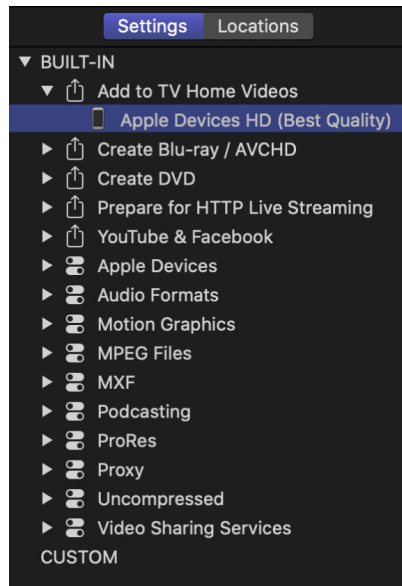 Settings Locations
BUILT-IN
Add to TV Home Videos
Apple Devices HD (Best Quality)
Create Blu-ray / AVCHD
Create DVD
Prepare for HTTP Live Streaming
YouTube & Facebook
Apple Devices
Audio Formats
Motion Graphics
MPEG Files
MXF
Podcasting
ProRes
Proxy
Uncompressed
Video Sharing Services
CUSTOM